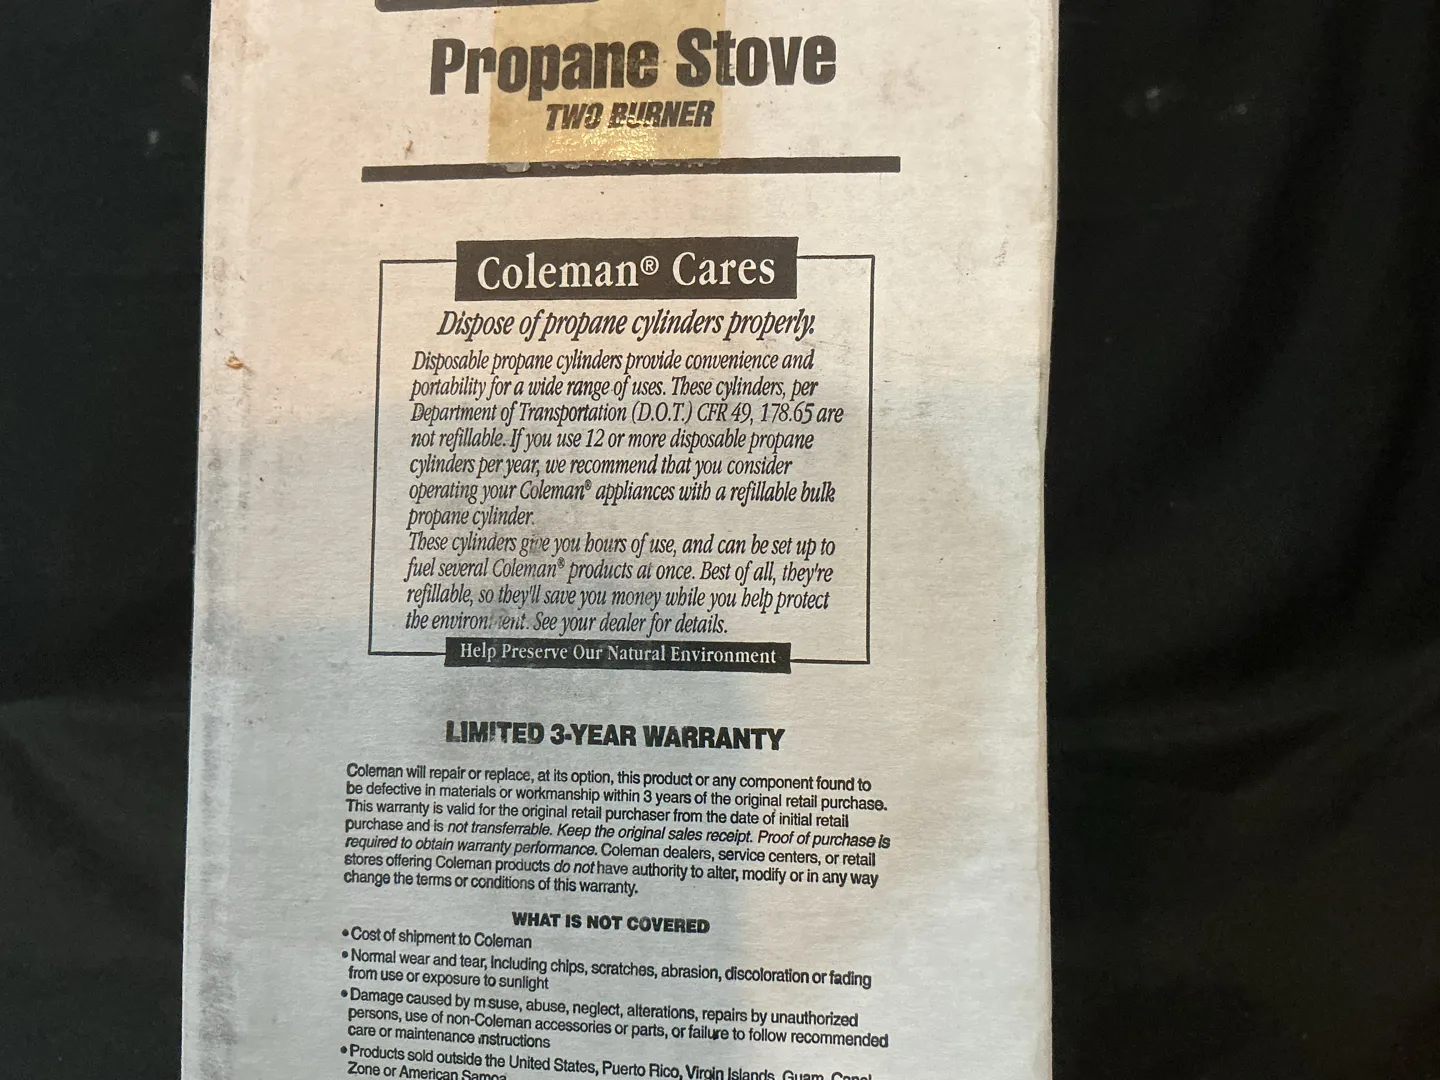 Propane Stove
TWO BURNER
Coleman® Cares
Dispose of propane cylinders properly.
Disposable propane cylinders provide convenience and
portability for a wide range of uses. These cylinders, per
Department of Transportation (D.O.T.) CFR 49, 178.65 are
not refillable. If you use 12 or more disposable propane
cylinders per year, we recommend that you consider
operating your Coleman® appliances with a refillable bulk
propane cylinder.
These cylinders give you hours of use, and can be set up to
fuel several Coleman® products at once. Best of all, they're
refillable, so they'll save you money while you help protect
the environment. See your dealer for details.
Help Preserve Our Natural Environment
LIMITED 3-YEAR WARRANTY
Coleman will repair or replace, at its option, this product or any component found to
be defective in materials or workmanship within 3 years of the original retail purchase.
This warranty is valid for the original retail purchaser from the date of initial retail
purchase and is not transferrable. Keep the original sales receipt. Proof of purchase is
required to obtain warranty performance. Coleman dealers, service centers, or retail
stores offering Coleman products do not have authority to alter, modify or in any way
change the terms or conditions of this warranty.
WHAT IS NOT COVERED
•Cost of shipment to Coleman
•Normal wear and tear, Including chips, scratches, abrasion, discoloration or fading
from use or exposure to sunlight
•Damage caused by misuse, abuse, neglect, alterations, repairs by unauthorized
persons, use of non-Coleman accessories or parts, or failure to follow recommended
care or maintenance instructions
•Products sold outside the United States, Puerto Rico, Virgin Islands, Guam, Canal
Zone or American Samoa